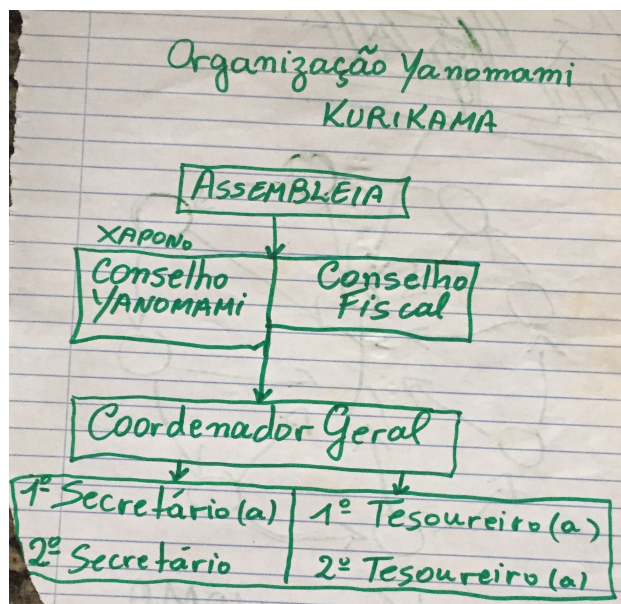 Organização Yanomami
KURIKAMA
ASSEMBLEIA
XAPONO
Conselho
YANOMAMi
Conselho
Fiscal
Coordenador Geral
1º Secretário(a)
2º Secretário
1º Tesoureiro(a)
2º Tesoureiro(a)